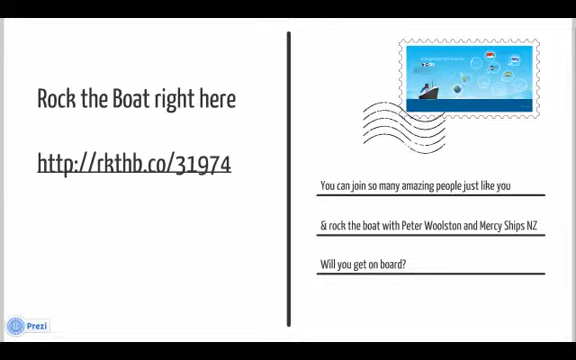 Rock the Boat right here
http://rkthb.co/31974
You can join so many amazing people just like you
& rock the boat with Peter Woolston and Mercy Ships NZ
Will you get on board?
Prezi